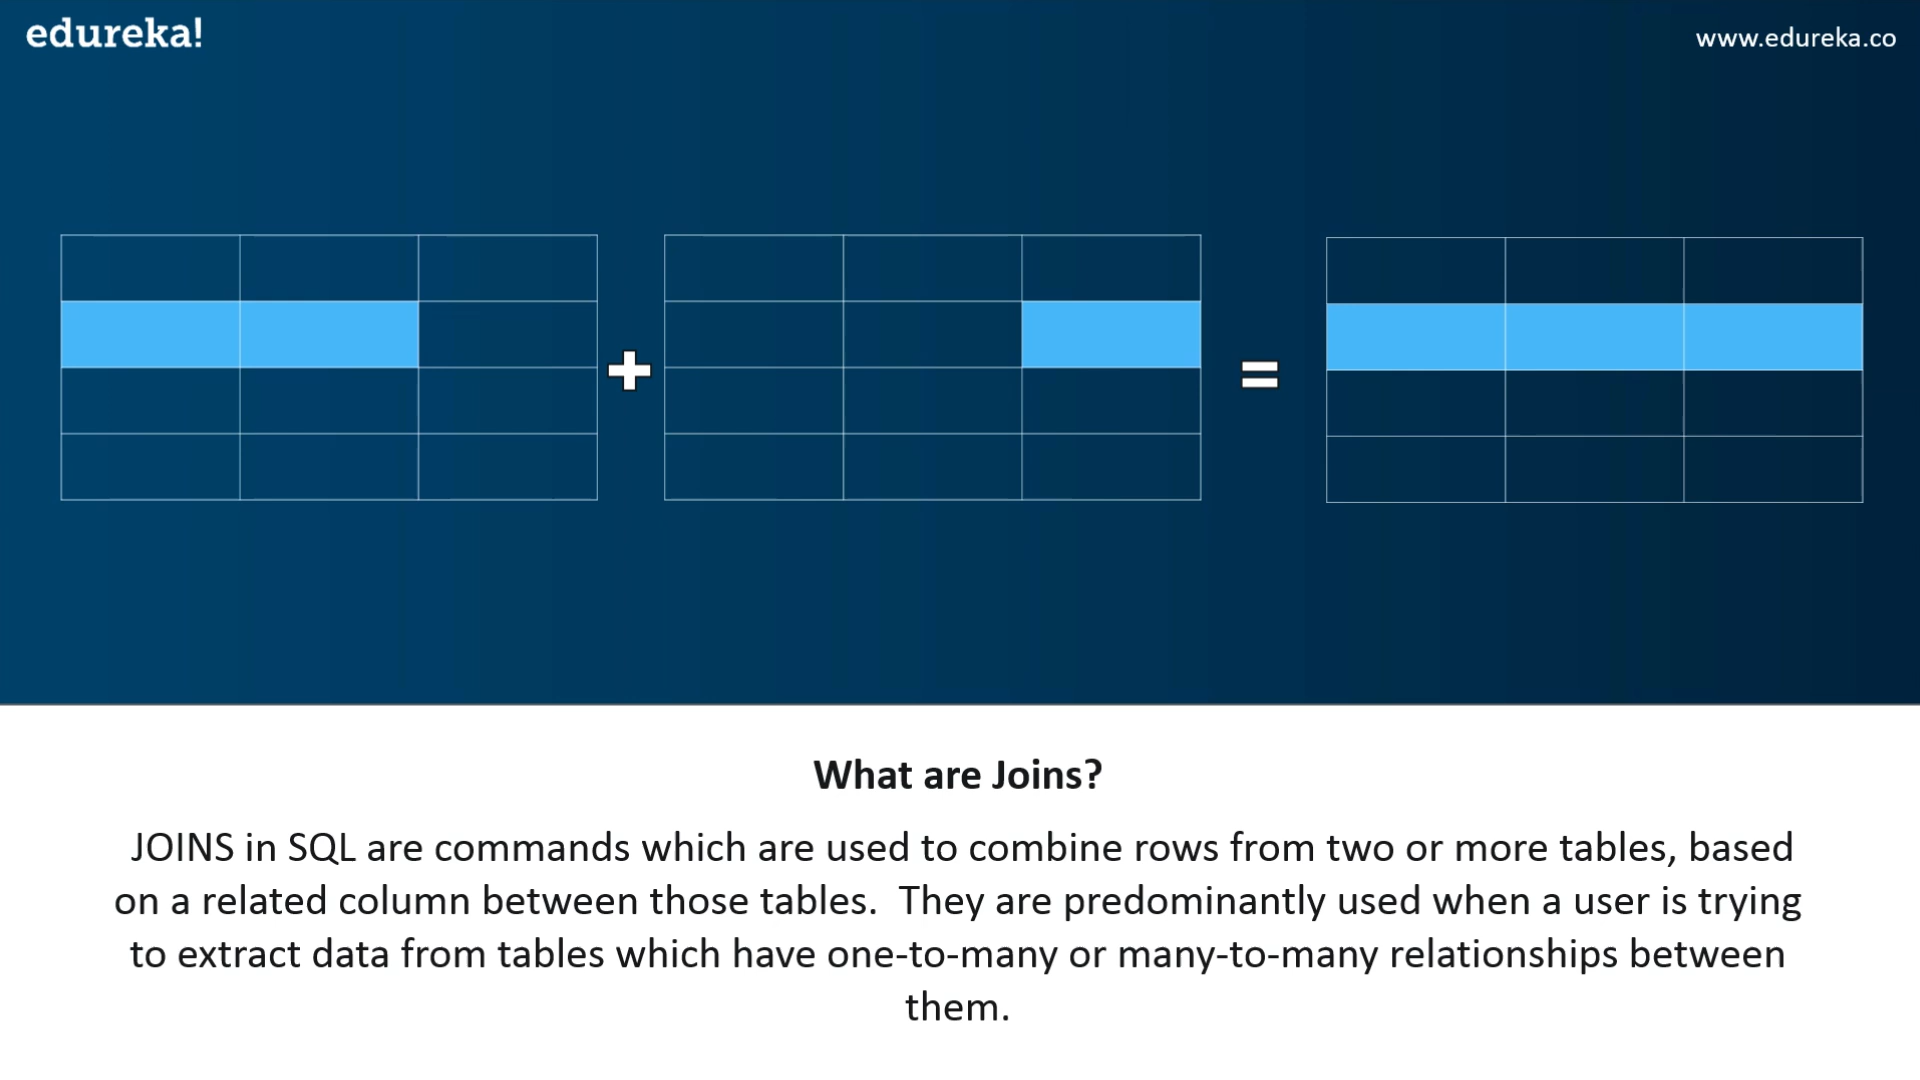 edureka!
www.edureka.co
What are Joins?
JOINS in SQL are commands which are used to combine rows from two or more tables, based
on a related column between those tables.  They are predominantly used when a user is trying
to extract data from tables which have one-to-many or many-to-many relationships between
them.